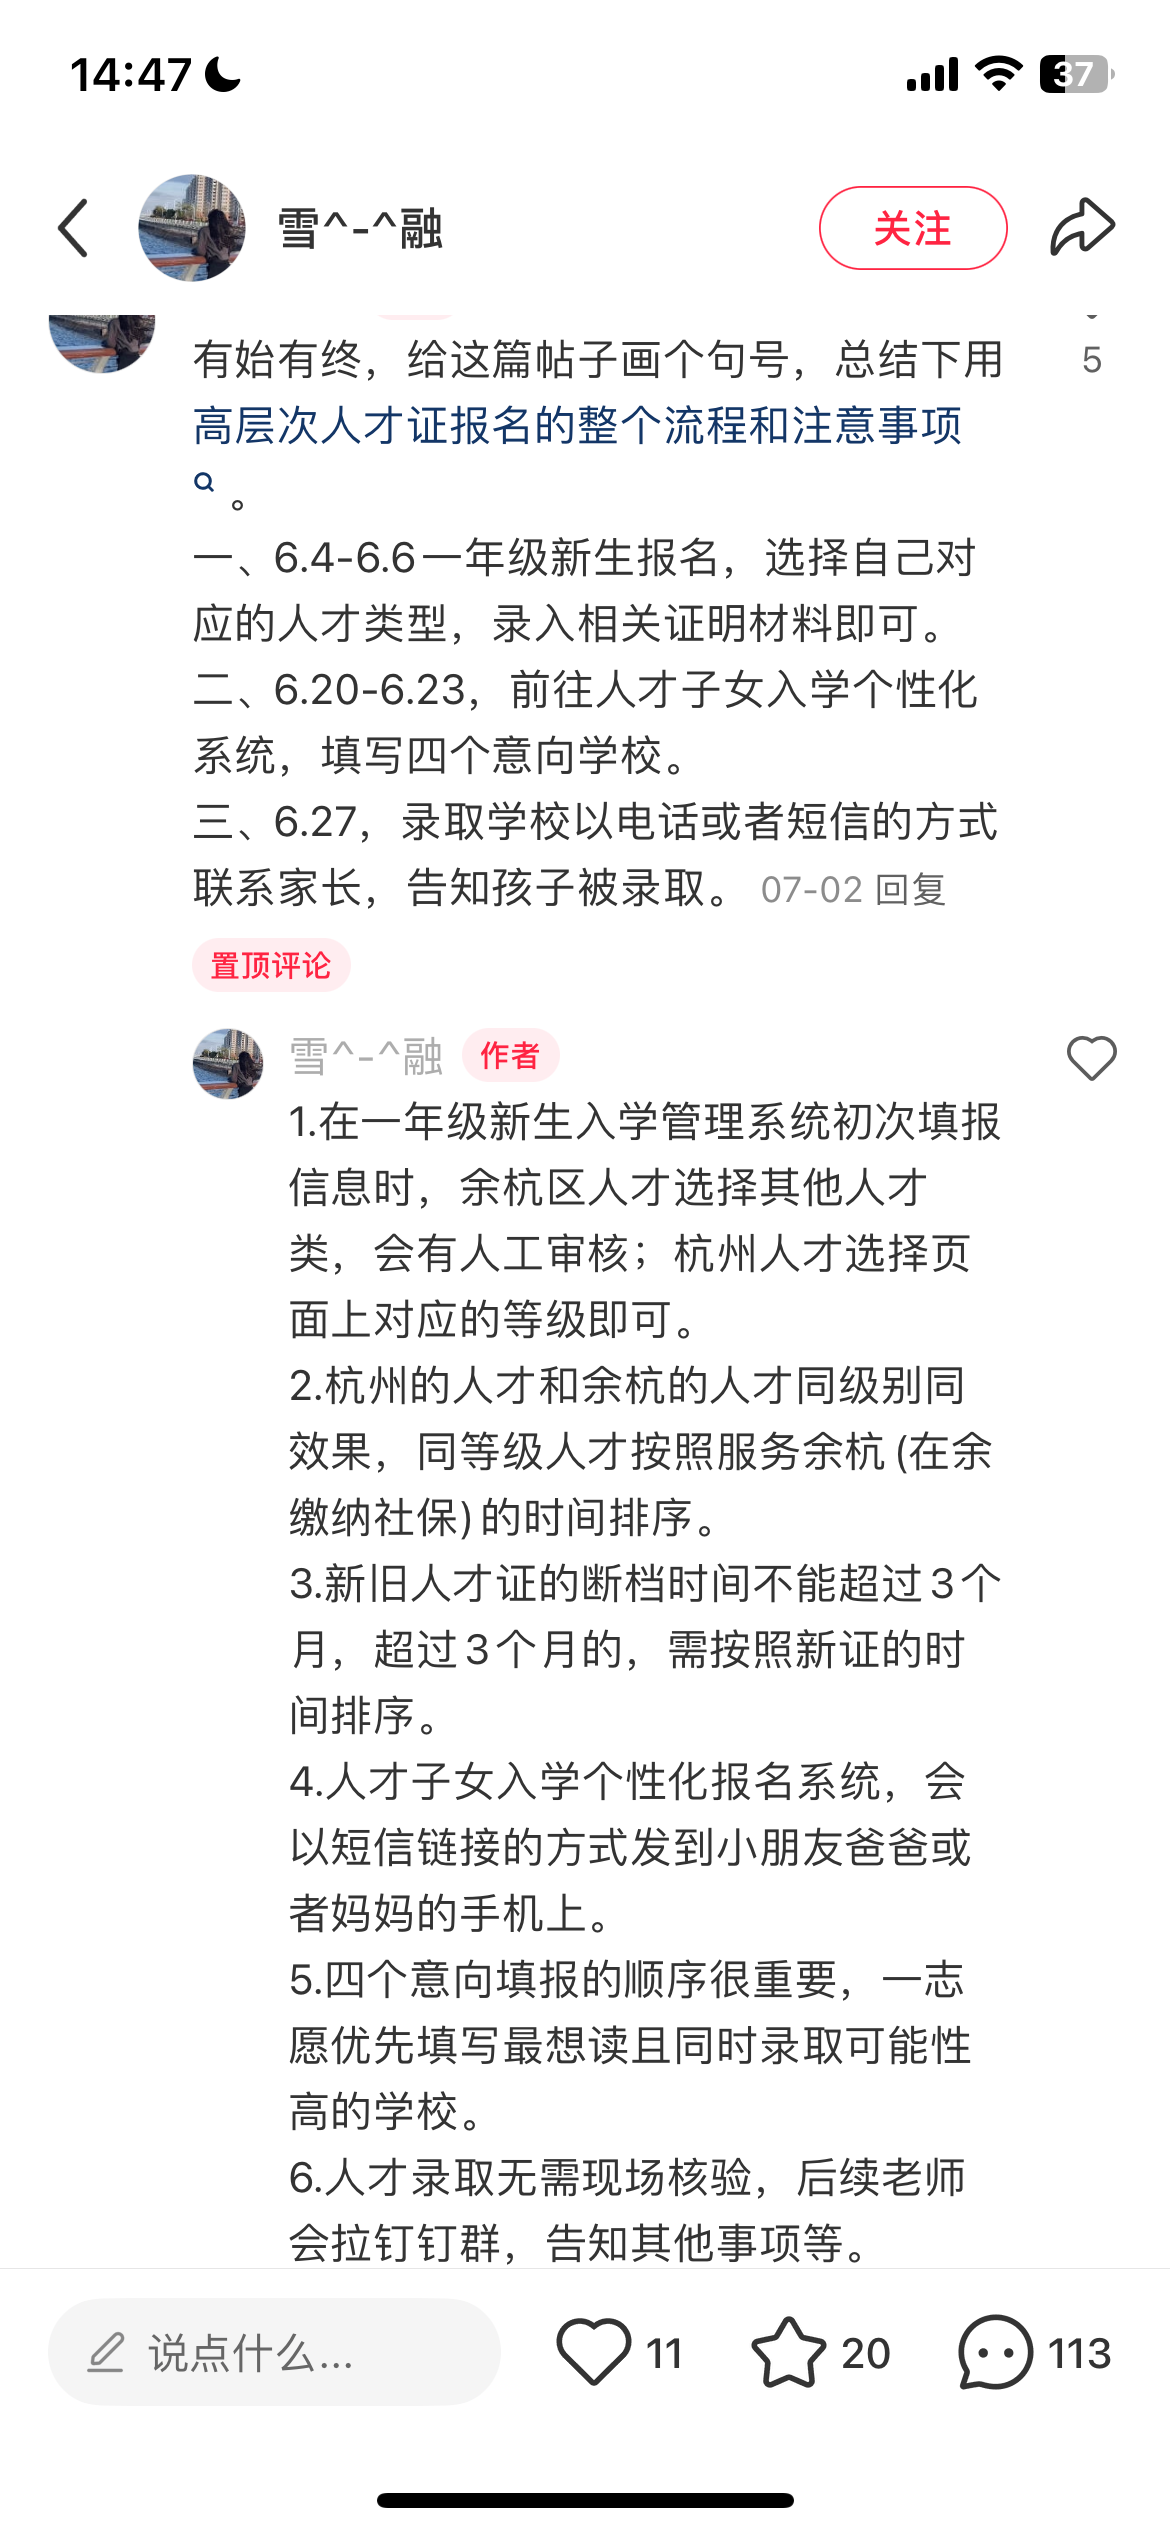 14:47
37
雪^-^融
关注
有始有终，给这篇帖子画个句号，总结下用
5
高层次人才证报名的整个流程和注意事项
。
一、6.4-6.6一年级新生报名，选择自己对
应的人才类型，录入相关证明材料即可。
二、6.20-6.23，前往人才子女入学个性化
系统，填写四个意向学校。
三、6.27，录取学校以电话或者短信的方式
联系家长，告知孩子被录取。 07-02 回复
置顶评论
雪^-^融 作者
1.在一年级新生入学管理系统初次填报
信息时，余杭区人才选择其他人才
类，会有人工审核；杭州人才选择页
面上对应的等级即可。
2.杭州的人才和余杭的人才同级别同
效果，同等级人才按照服务余杭(在余
缴纳社保)的时间排序。
3.新旧人才证的断档时间不能超过3个
月，超过3个月的，需按照新证的时
间排序。
4.人才子女入学个性化报名系统，会
以短信链接的方式发到小朋友爸爸或
者妈妈的手机上。
5.四个意向填报的顺序很重要，一志
愿优先填写最想读且同时录取可能性
高的学校。
6.人才录取无需现场核验，后续老师
会拉钉钉群，告知其他事项等。
说点什么...
11
20
113